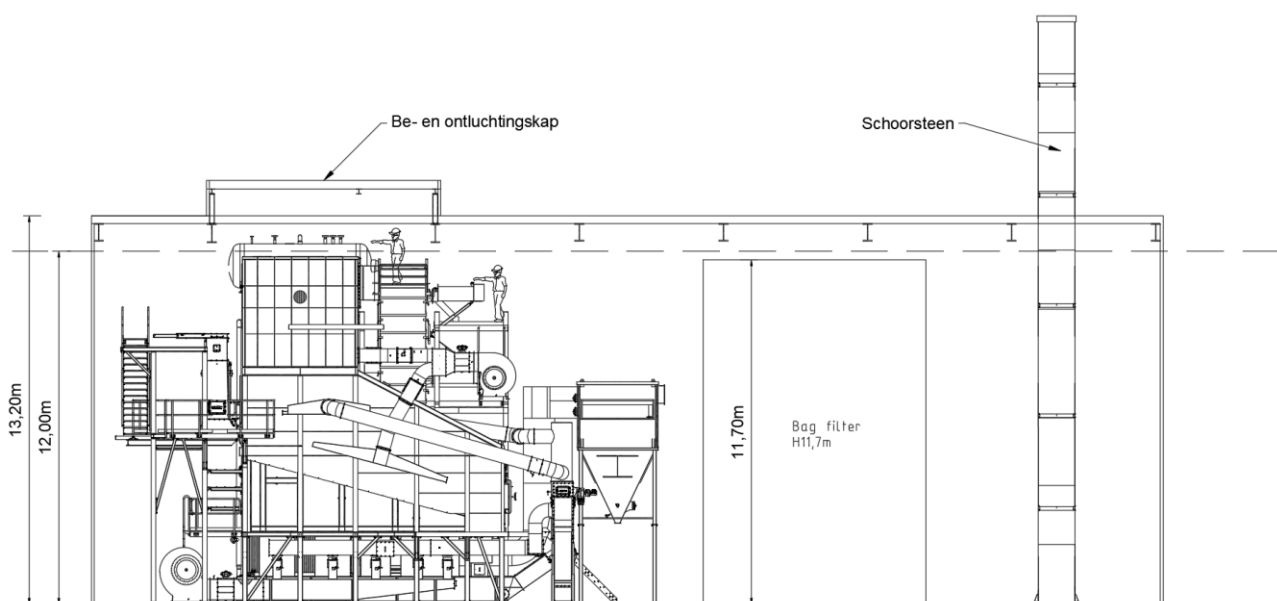 Be- en ontluchtingskap
Schoorsteen
13,20m
12,00m
11,70m
Bag filter
H11,7m